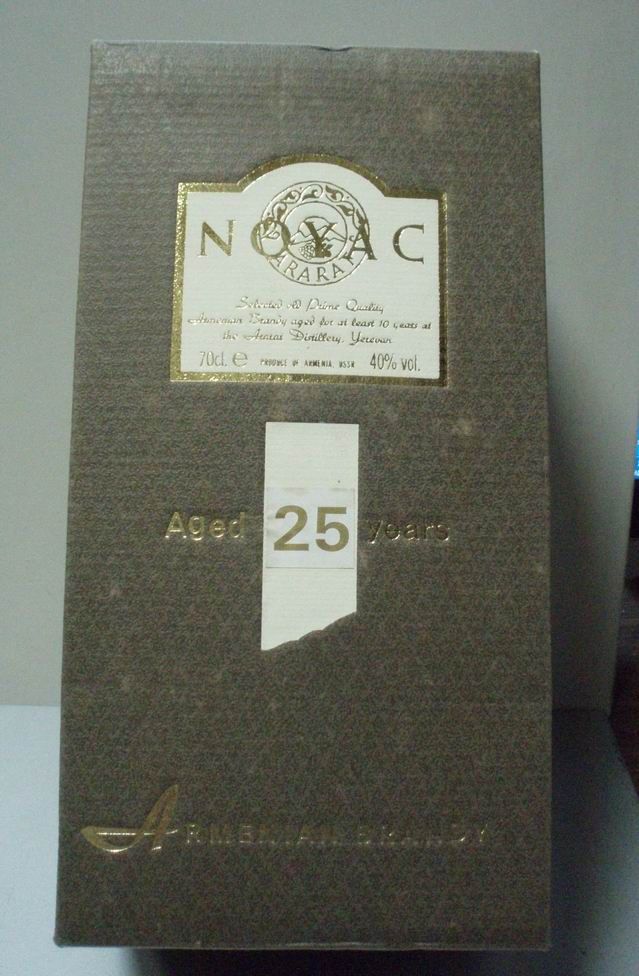 NOYAC
ARARAT
Selected old Prime Quality
Armenian Brandy aged for at least 10 years at
the Ararat Distillery, Yerevan
70cl. e PRODUCE OF ARMENIA, USSR 40% vol.
Aged 25 years
ARMENIAN BRANDY